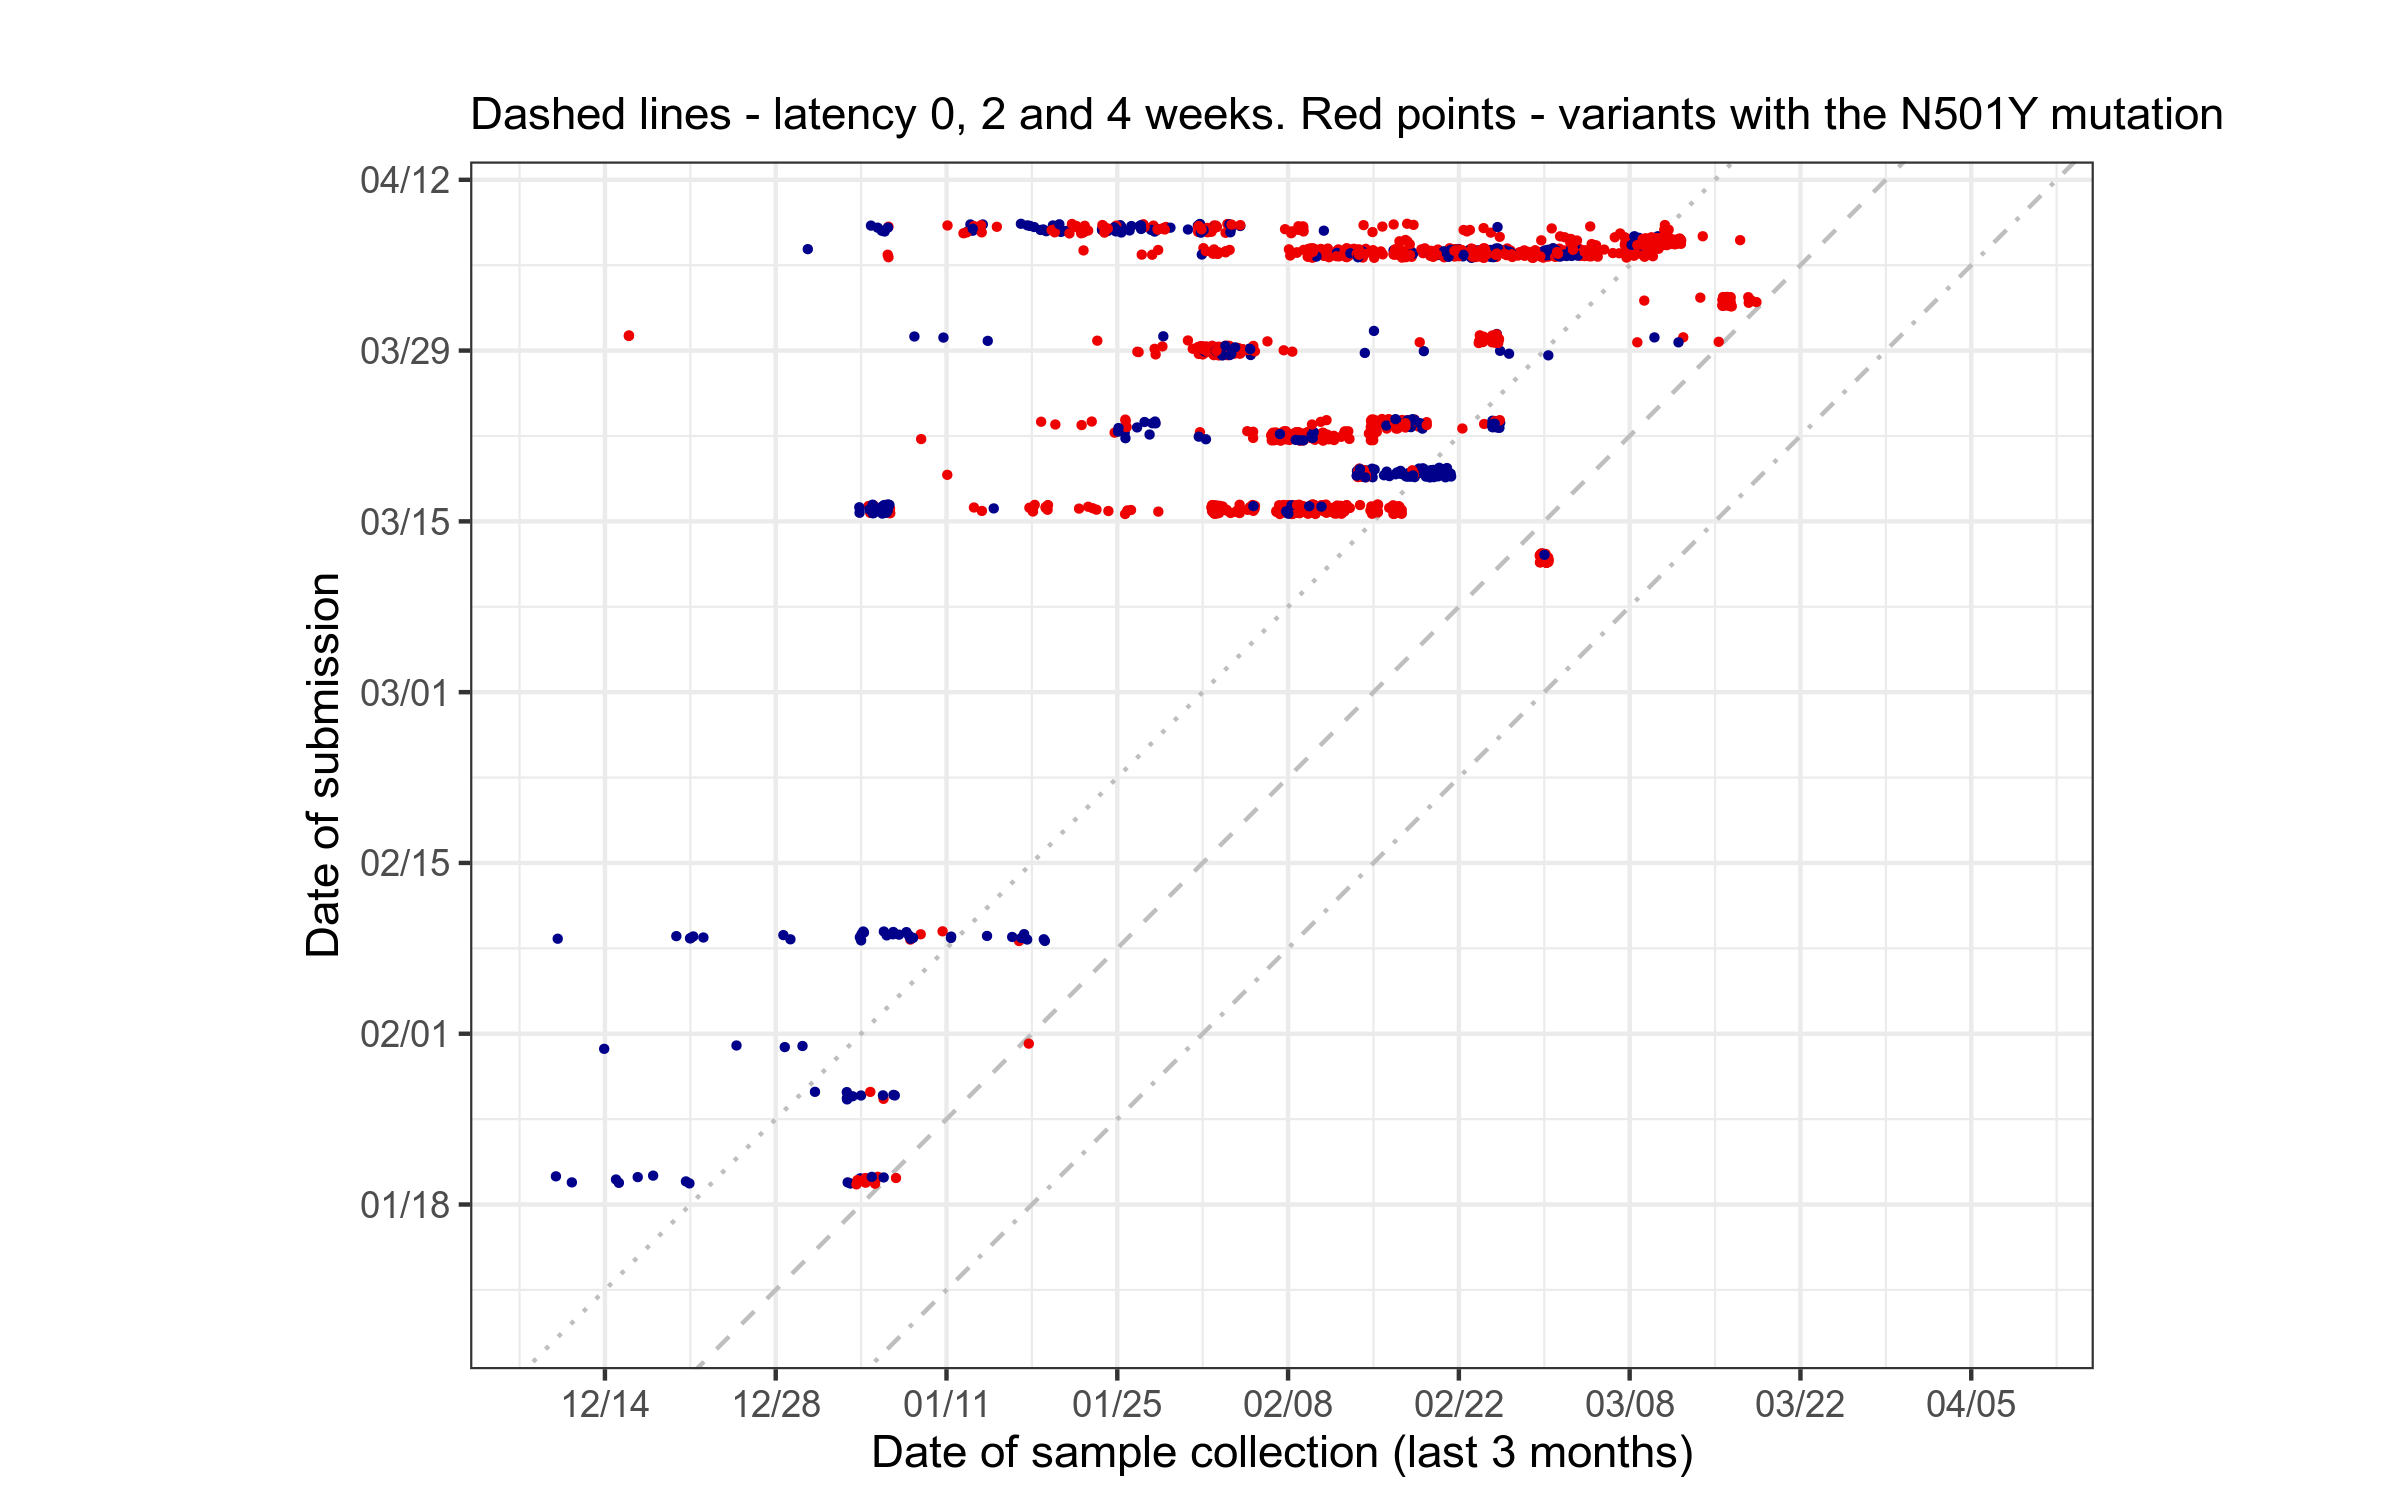 Dashed lines - latency 0, 2 and 4 weeks. Red points - variants with the N501Y mutation
Date of submission
04/12
03/29
03/15
03/01
02/15
02/01
01/18
12/14 12/28 01/11 01/25 02/08 02/22 03/08 03/22 04/05
Date of sample collection (last 3 months)